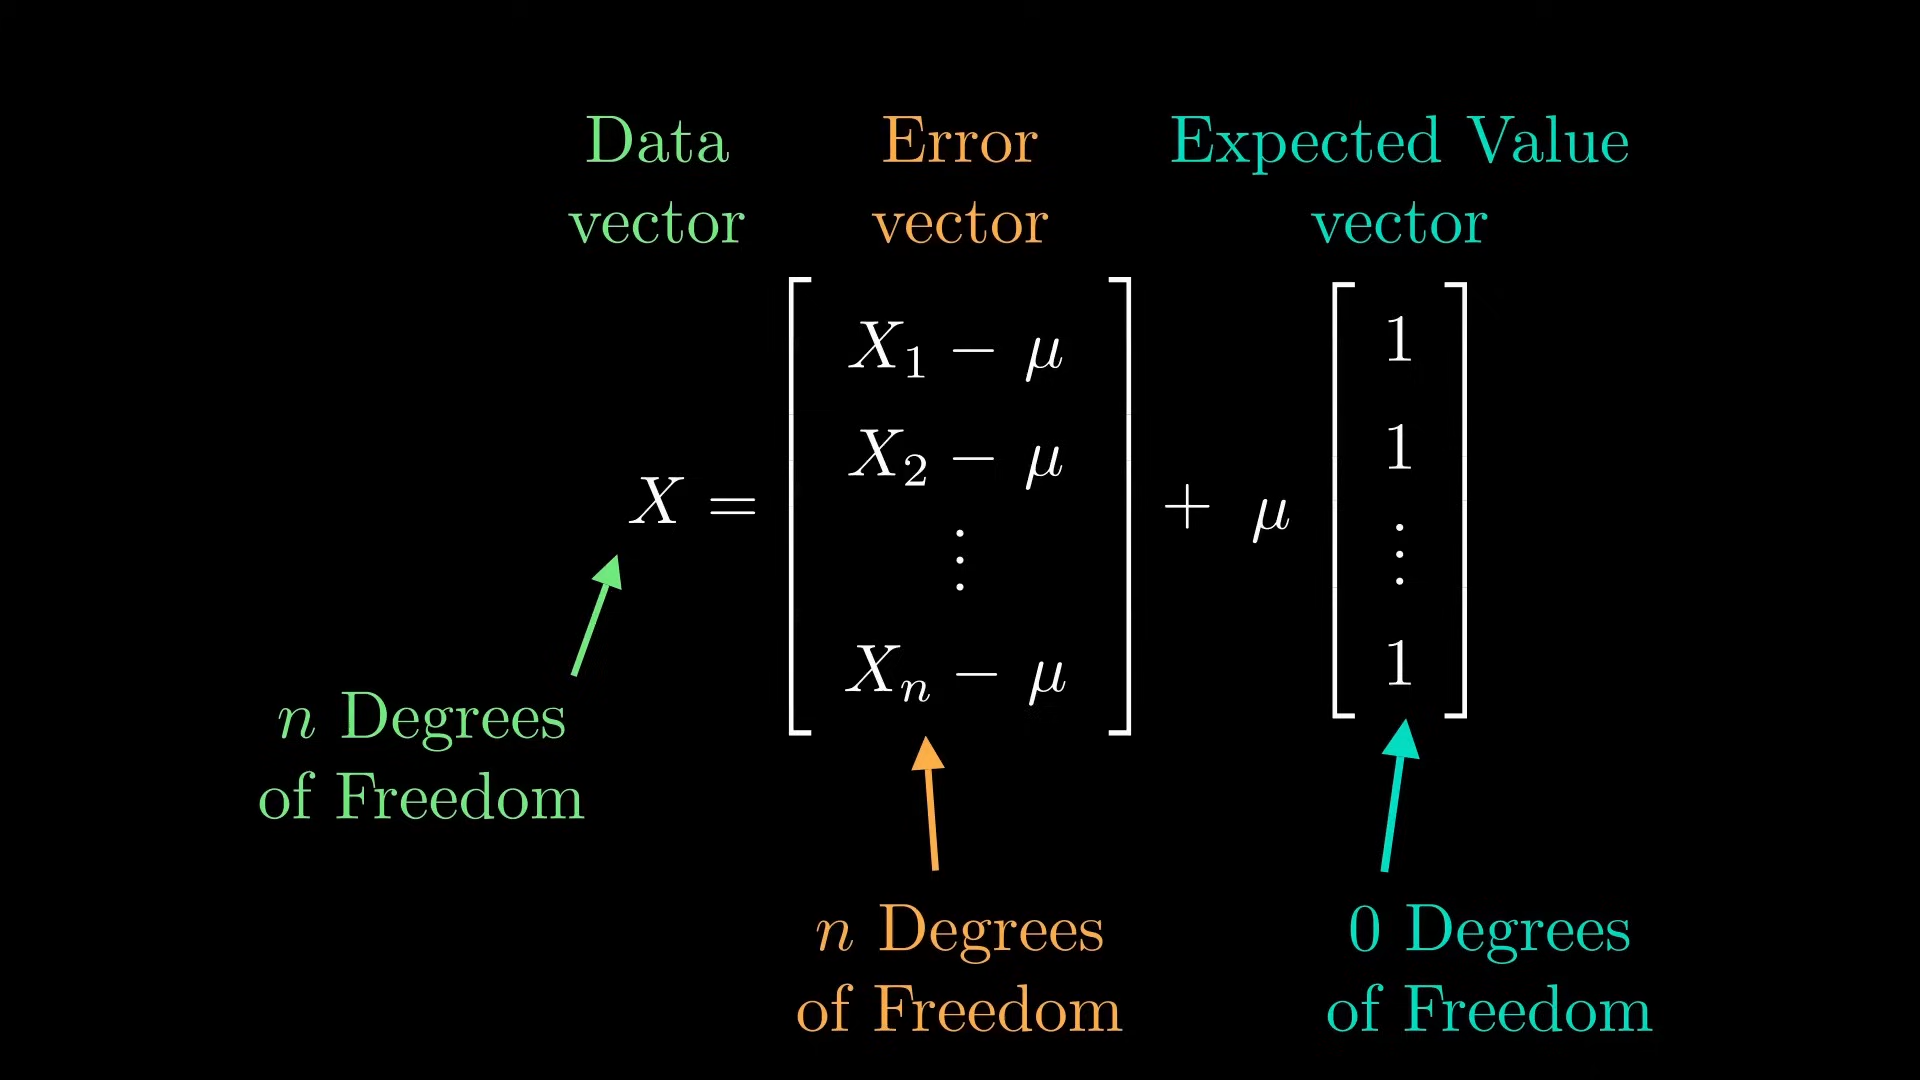 Data vector
Error vector
Expected Value vector
X = [ X₁ − μ
X₂ − μ
⋮
Xₙ − μ ] + μ [ 1
1
⋮
1 ]
n Degrees
of Freedom
n Degrees
of Freedom
0 Degrees
of Freedom